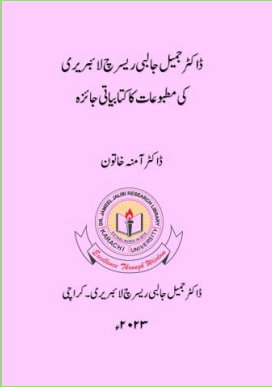 ڈاکٹر جمیل جالبی ریسرچ لائبریری
کی مطبوعات کا کتابیاتی جائزہ
ڈاکٹر آمنہ خاتون
DR. JAMEEL JALIBI RESEARCH LIBRARY
KARACHI UNIVERSITY
Excellence Through Wisdom
ڈاکٹر جمیل جالبی ریسرچ لائبریری۔ کراچی
۲۰۲۳ء